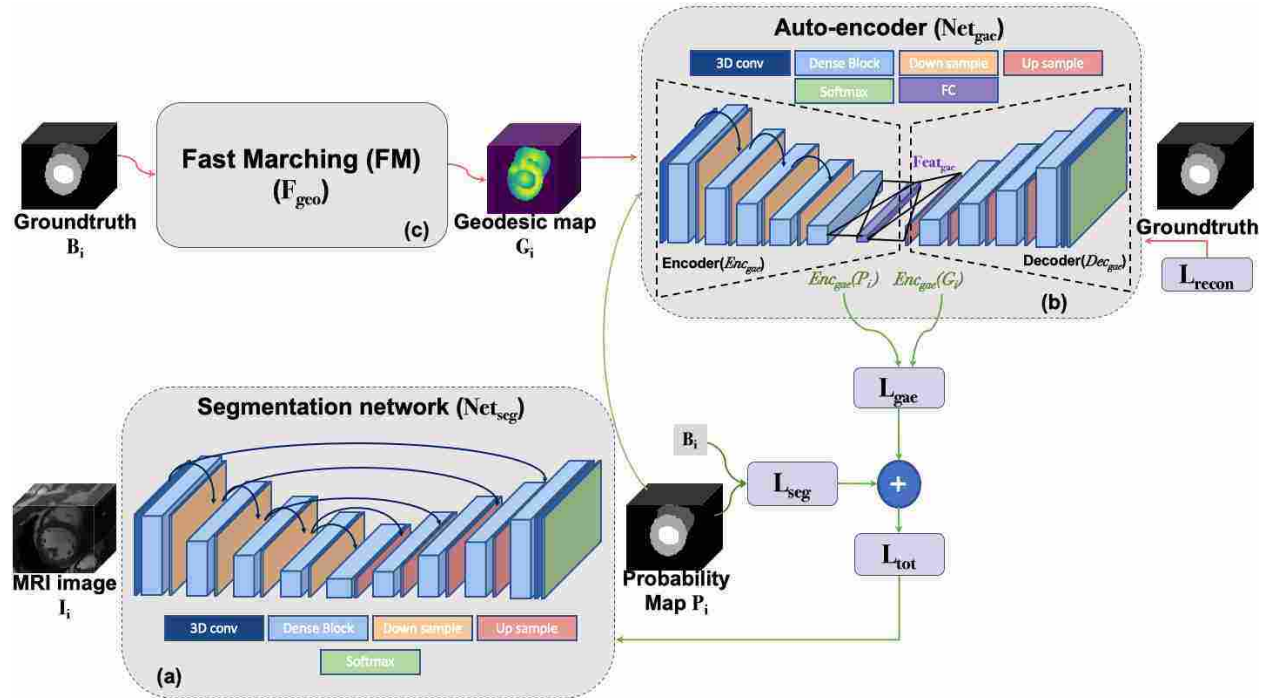 Auto-encoder (Netgae)
3D conv
Dense Block
Down sample
Up sample
Softmax
FC
Featgae
Encoder(Encgae)
Decoder(Decgae)
Encgae(Pi)
Encgae(Gi)
(b)
Groundtruth
Bi
Fast Marching (FM)
(Fgeo)
(c)
Geodesic map
Gi
Groundtruth
Lrecon
Lgae
Segmentation network (Netseg)
Bi
Lseg
+
Ltot
MRI image
Ii
Probability
Map Pi
3D conv
Dense Block
Down sample
Up sample
Softmax
(a)